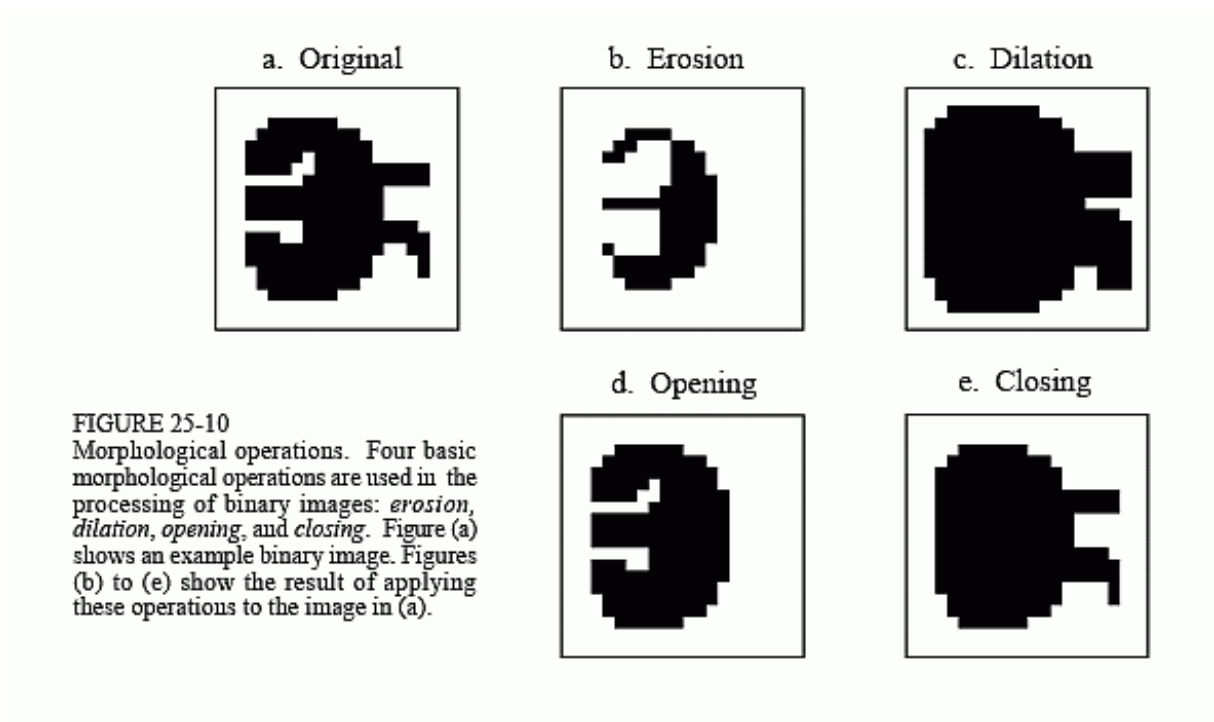 a. Original
b. Erosion
c. Dilation
d. Opening
e. Closing
FIGURE 25-10
Morphological operations. Four basic
morphological operations are used in the
processing of binary images: erosion,
dilation, opening, and closing. Figure (a)
shows an example binary image. Figures
(b) to (e) show the result of applying
these operations to the image in (a).